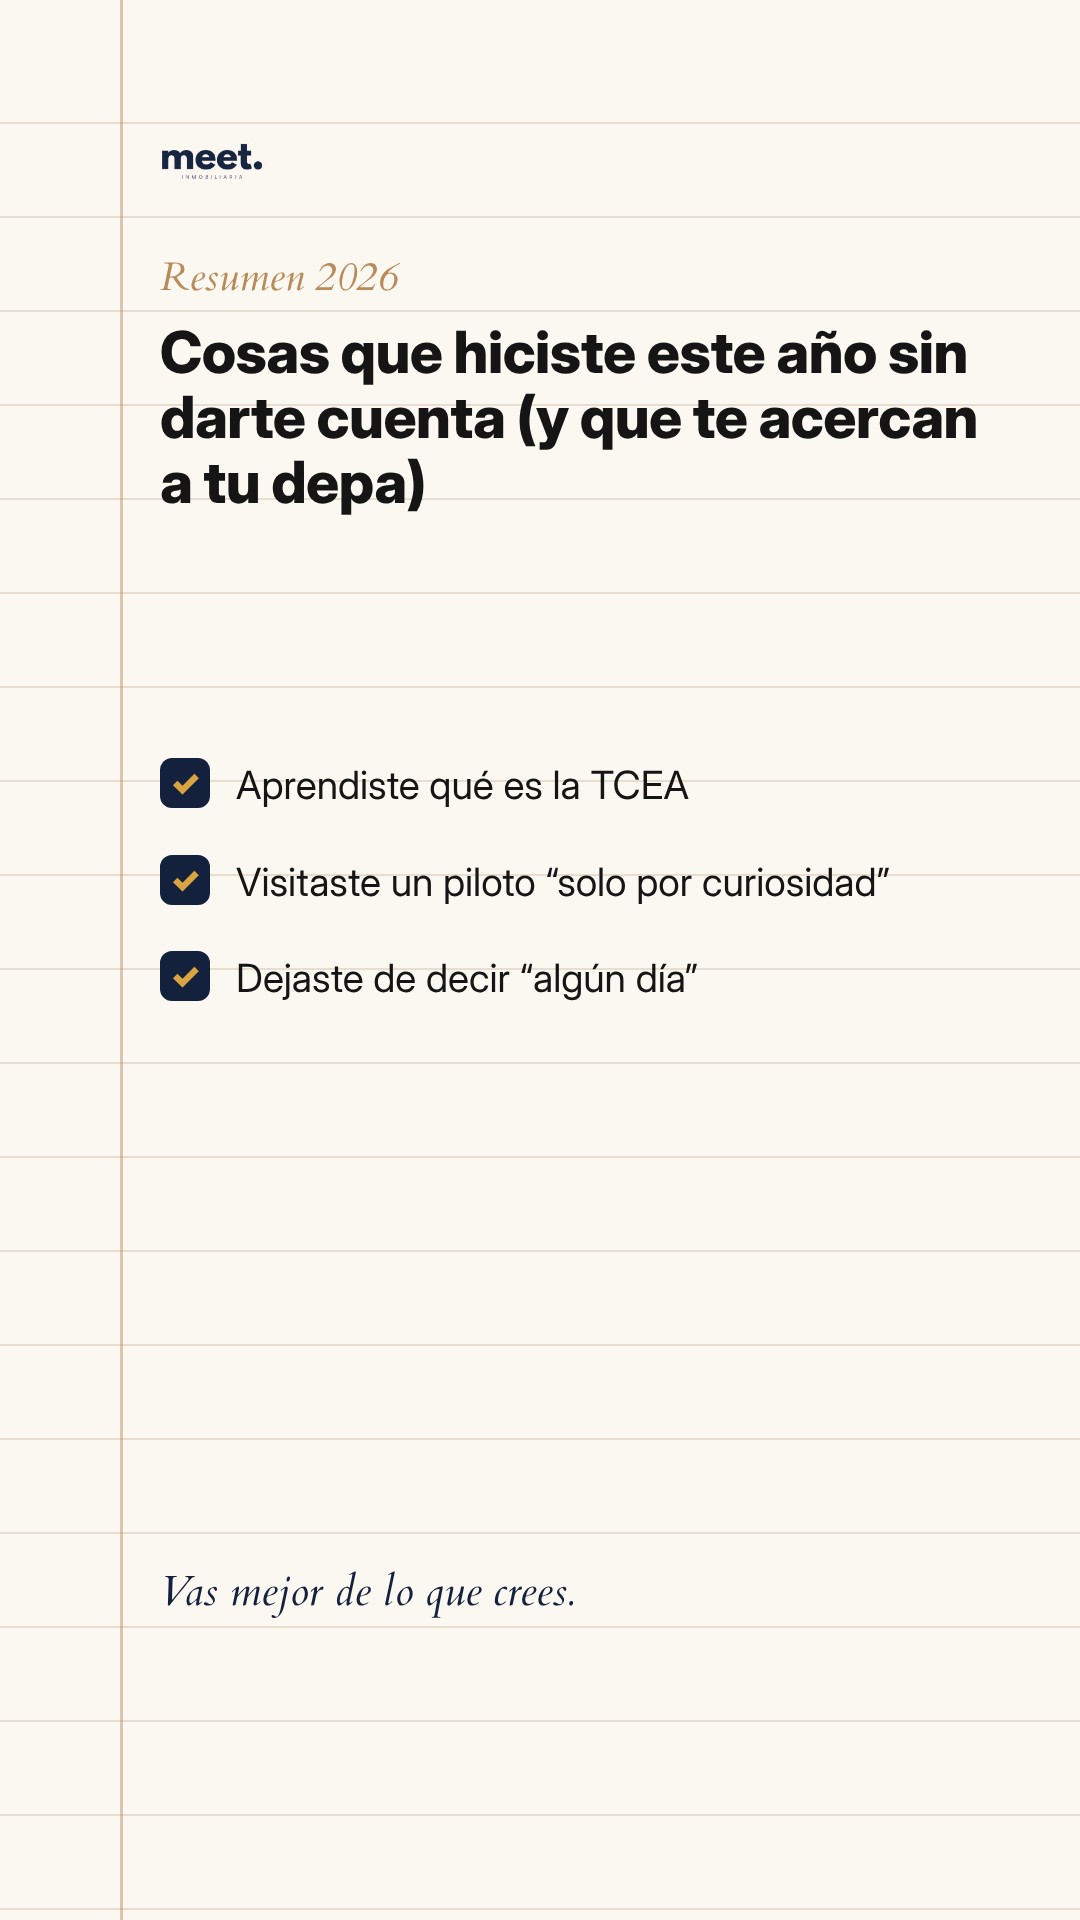 meet.
INMOBILIARIA
Resumen 2026
Cosas que hiciste este año sin
darte cuenta (y que te acercan
a tu depa)
Aprendiste qué es la TCEA
Visitaste un piloto “solo por curiosidad”
Dejaste de decir “algún día”
Vas mejor de lo que crees.